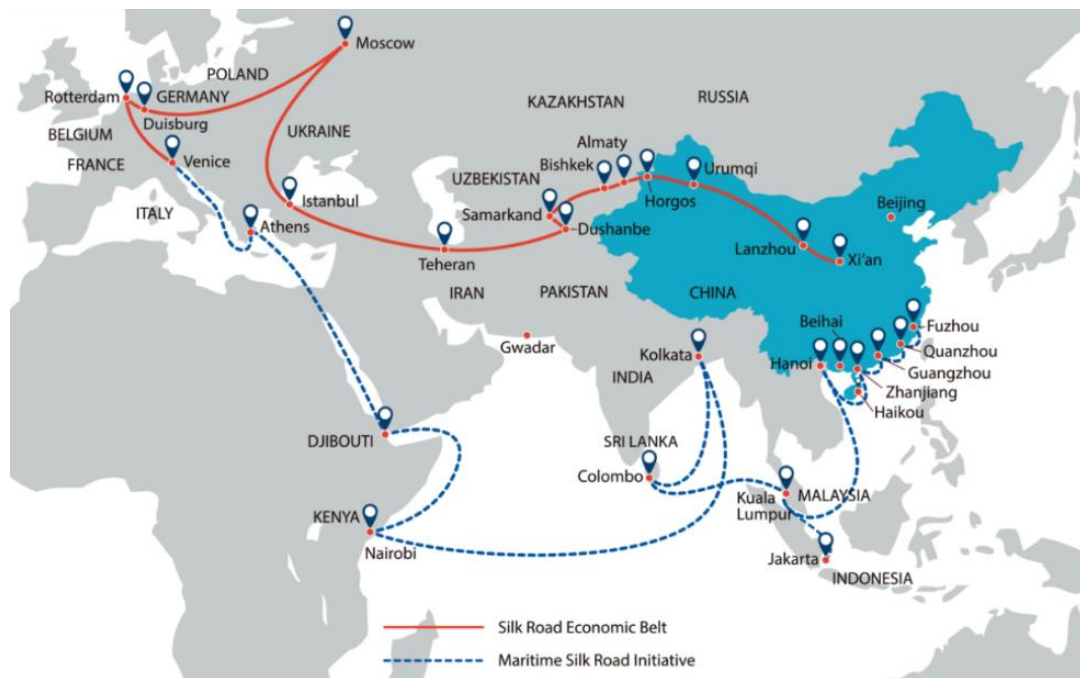 Moscow
POLAND
Rotterdam
GERMANY
Duisburg
BELGIUM
FRANCE
Venice
UKRAINE
KAZAKHSTAN
RUSSIA
Almaty
Bishkek
Urumqi
Horgos
UZBEKISTAN
Samarkand
Dushanbe
Istanbul
ITALY
Athens
Teheran
Beijing
Lanzhou
Xi'an
IRAN
PAKISTAN
CHINA
Gwadar
Beihai
Fuzhou
Kolkata
Hanoi
Quanzhou
INDIA
Guangzhou
Zhanjiang
Haikou
DJIBOUTI
SRI LANKA
Colombo
Kuala
Lumpur
MALAYSIA
KENYA
Nairobi
Jakarta
INDONESIA
Silk Road Economic Belt
Maritime Silk Road Initiative